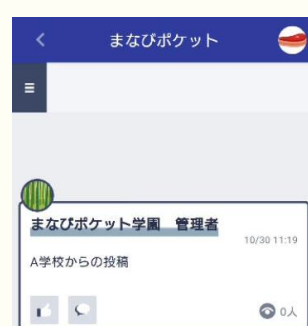 まなびポケット
まなびポケット学園　管理者
10/30 11:19
A学校からの投稿
0人